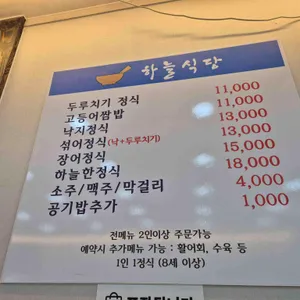 하늘식당
두루치기 정식 11,000
고등어쌈밥 11,000
낙지정식 13,000
섞어정식(낙+두루치기) 13,000
장어정식 15,000
하늘한정식 18,000
소주/맥주/막걸리 4,000
공기밥추가 1,000
전메뉴 2인이상 주문가능
예약시 추가메뉴 가능 : 활어회, 수육 등
1인 1정식 (8세 이상)